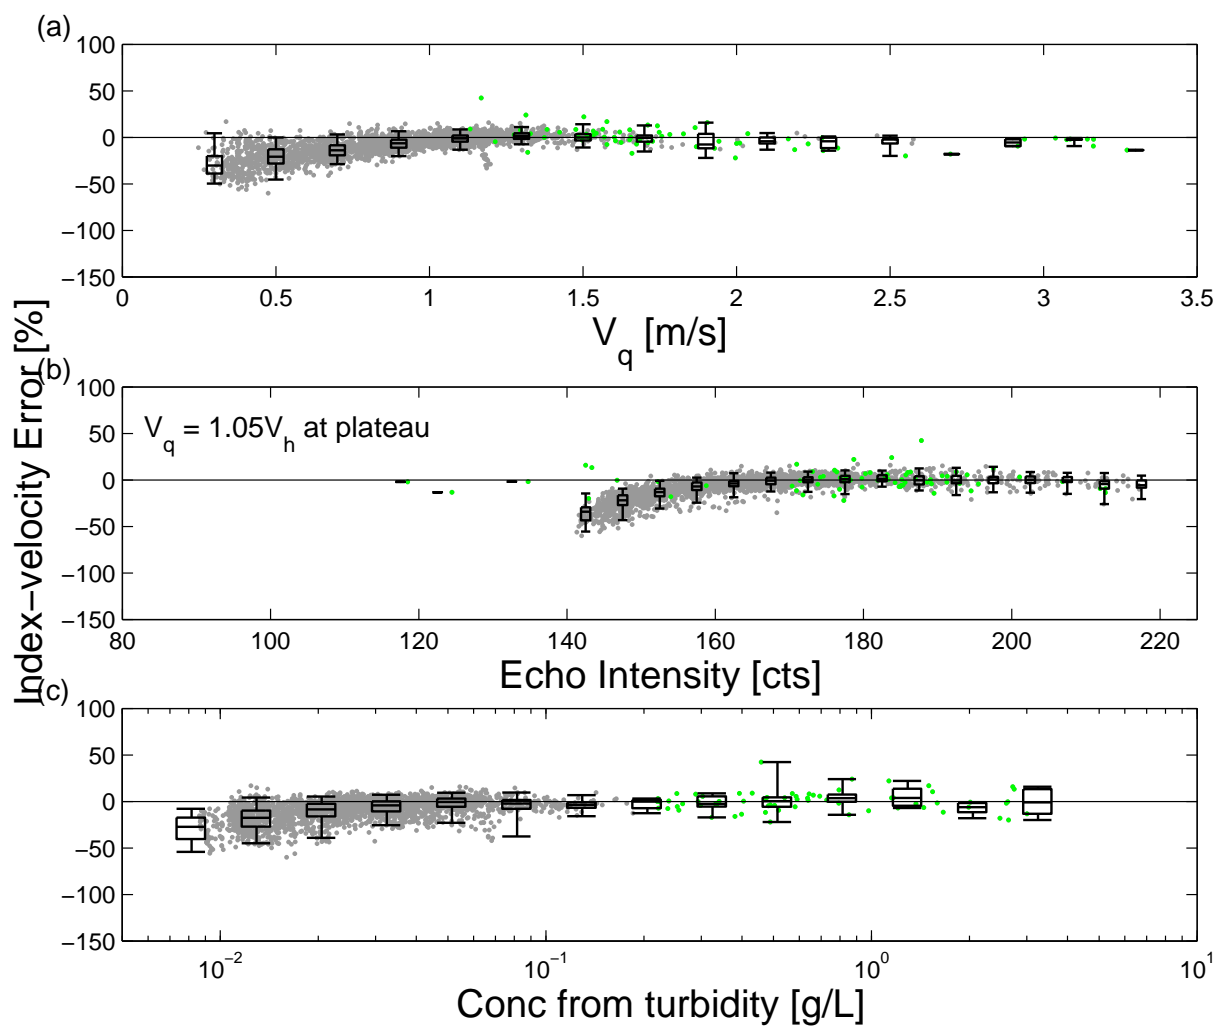 (a)
100
50
0
−50
−100
−150
0 0.5 1 1.5 2 2.5 3 3.5
V_q [m/s]
Index−velocity Error [%]
(b)
100
50
0
−50
−100
−150
V_q = 1.05V_h at plateau
80 100 120 140 160 180 200 220
Echo Intensity [cts]
(c)
100
50
0
−50
−100
−150
10^−2 10^−1 10^0 10^1
Conc from turbidity [g/L]